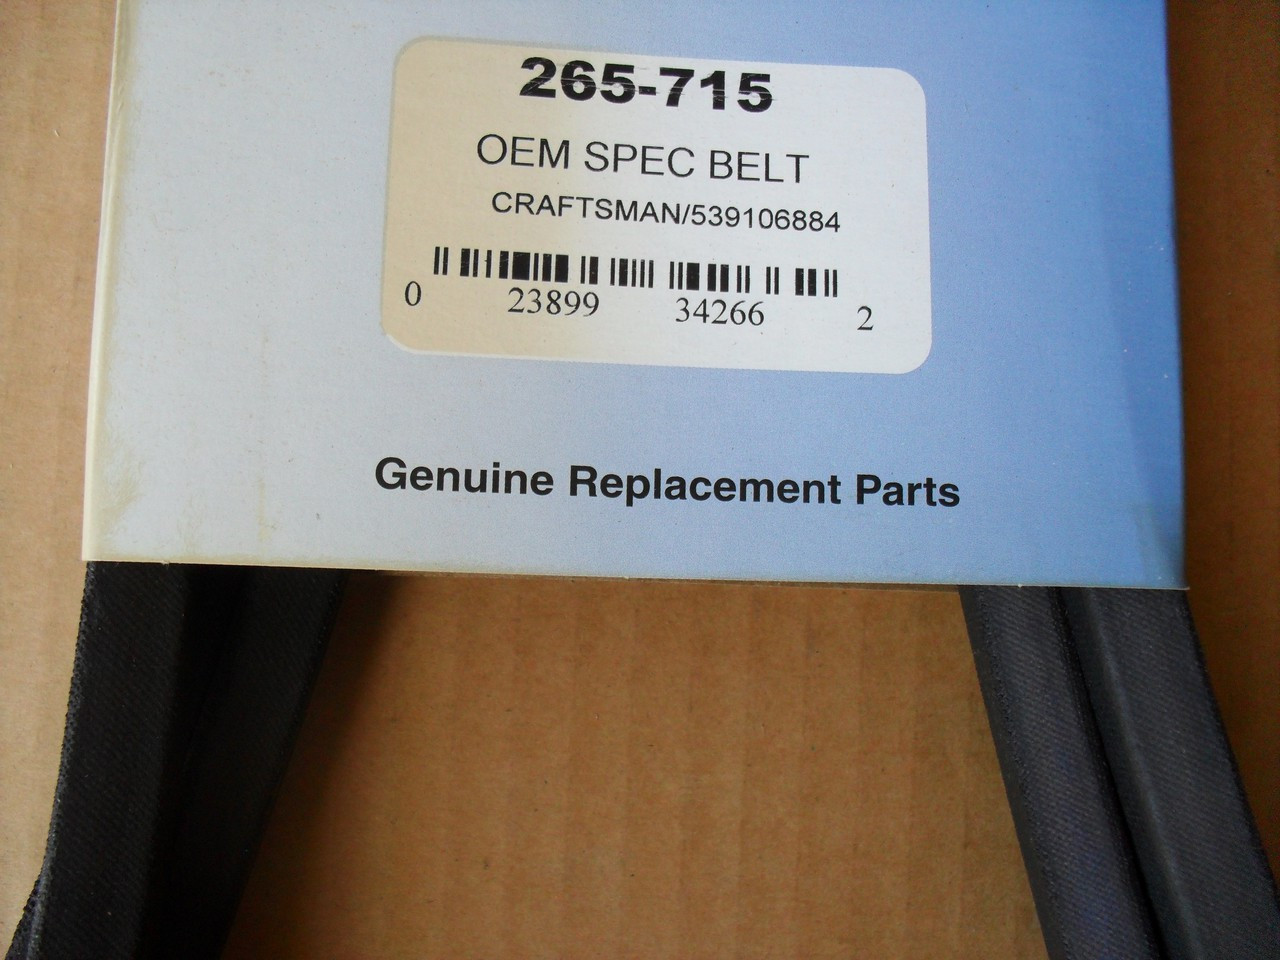 265-715
OEM SPEC BELT
CRAFTSMAN/539106884
0 23899 34266 2
Genuine Replacement Parts